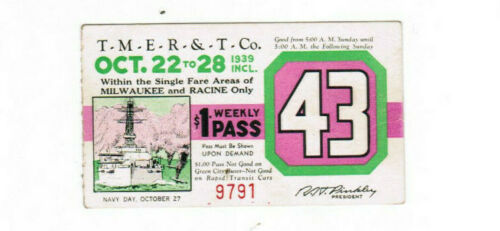 T-M-E-R-&-T-Co.
OCT. 22 TO 28 1939 INCL.
Within the Single Fare Areas of
MILWAUKEE and RACINE Only
Good from 5:00 A. M. Sunday until
5:00 A. M. the Following Sunday
$1 WEEKLY PASS
Pass Must Be Shown
UPON DEMAND
$1.00 Pass Not Good on
Green City Buses—Not Good
on Rapid Transit Cars
9791
43
NAVY DAY, OCTOBER 27
PRESIDENT